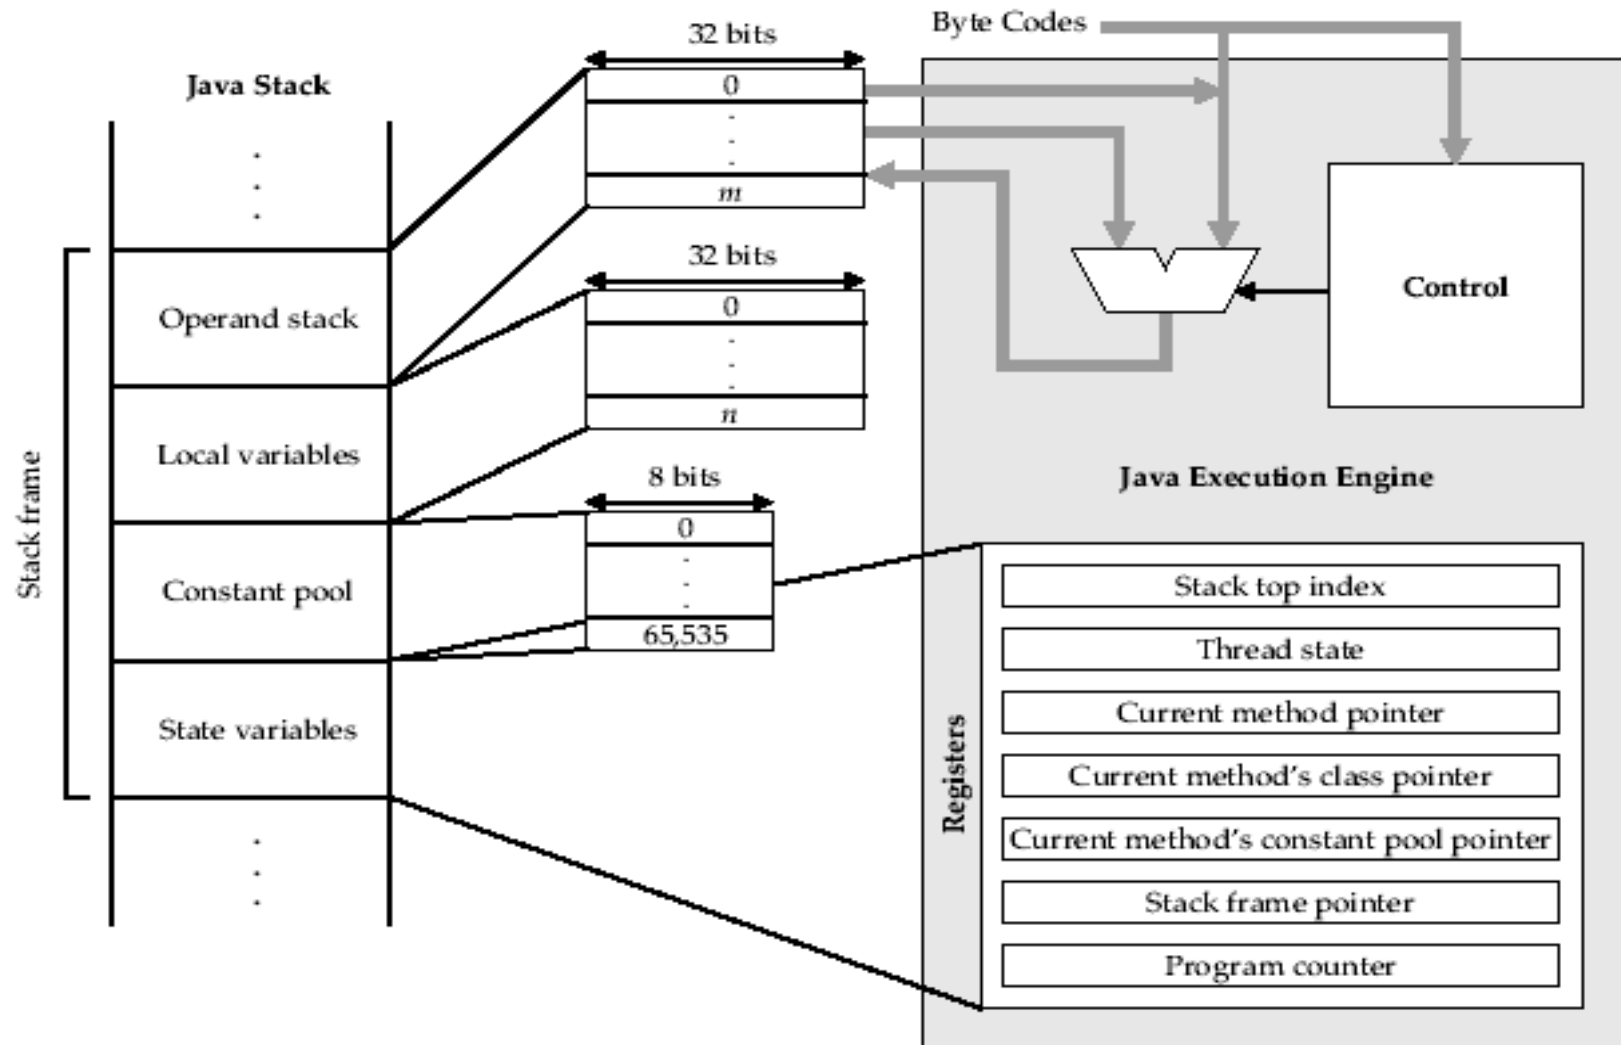 Byte Codes
32 bits
Java Stack
0
m
32 bits
Operand stack
0
Control
n
Local variables
8 bits
Java Execution Engine
Stack frame
0
Constant pool
65,535
State variables
Registers
Stack top index
Thread state
Current method pointer
Current method's class pointer
Current method's constant pool pointer
Stack frame pointer
Program counter